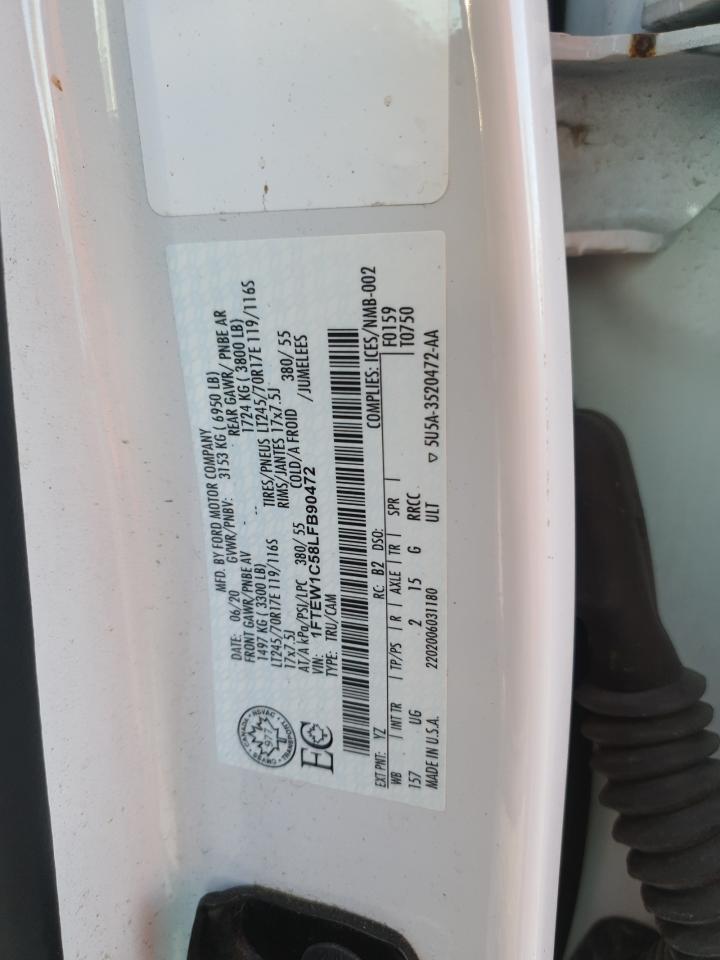 MFD. BY FORD MOTOR COMPANY
DATE: 06/20 GVWR/PNBV: 3153 KG ( 6950 LB)
FRONT GAWR/PNBE AV REAR GAWR/ PNBE AR
1497 KG ( 3300 LB) 1724 KG ( 3800 LB)
LT245/70R17E 119/116S TIRES/PNEUS LT245/70R17E 119/116S
17x7.5J RIMS/JANTES 17x7.5J
AT/A kPa/PSI/LPC 380/ 55 COLD/A FROID 380/ 55
VIN: 1FTEW1C58LFB90472 /JUMELEES
TYPE: TRU/CAM
CANADA
977
EC
COMPLIES: ICES/NMB-002
EXT PNT: YZ RC: B2 DSO: F0159
WB INT TR TP/PS R AXLE TR SPR T0750
157 UG 2 15 G RRCC
MADE IN U.S.A. 2202006031180 ULT ▽ 5U5A-3520472-AA